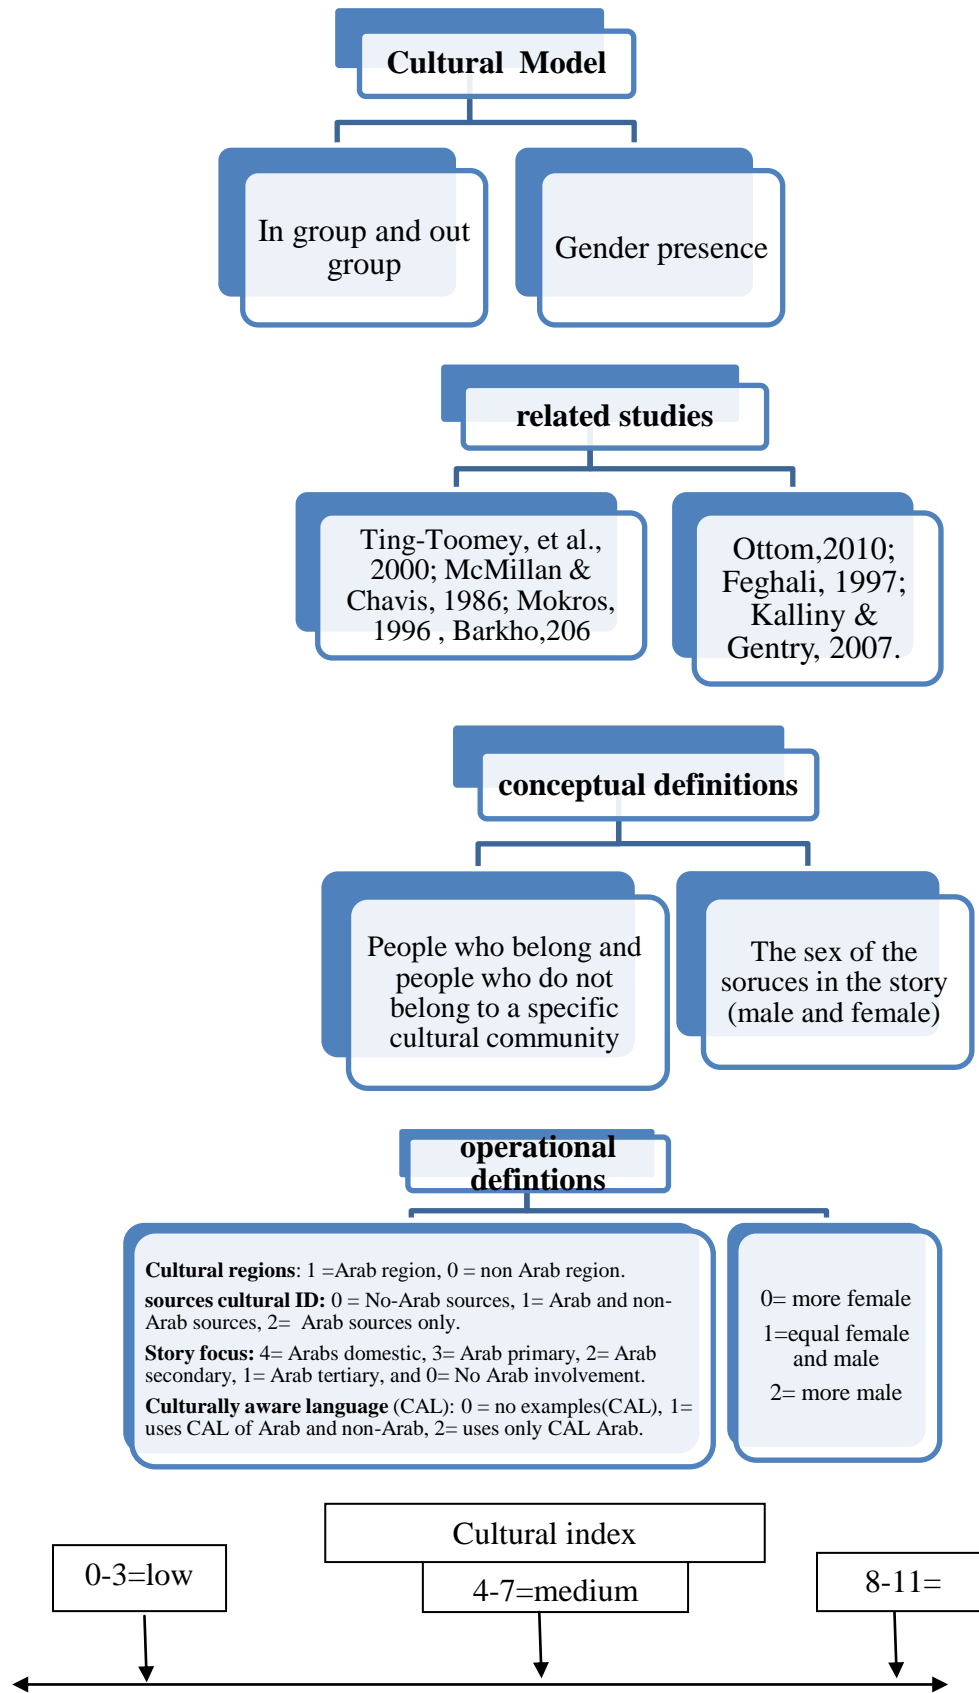 Cultural Model
In group and out
group
Gender presence
related studies
Ting-Toomey, et al.,
2000; McMillan &
Chavis, 1986; Mokros,
1996 , Barkho,206
Ottom,2010;
Feghali, 1997;
Kalliny &
Gentry, 2007.
conceptual definitions
People who belong and
people who do not
belong to a specific
cultural community
The sex of the
soruces in the story
(male and female)
operational
defintions
Cultural regions: 1 =Arab region, 0 = non Arab region.
sources cultural ID: 0 = No-Arab sources, 1= Arab and non-
Arab sources, 2= Arab sources only.
Story focus: 4= Arabs domestic, 3= Arab primary, 2= Arab
secondary, 1= Arab tertiary, and 0= No Arab involvement.
Culturally aware language (CAL): 0 = no examples(CAL), 1=
uses CAL of Arab and non-Arab, 2= uses only CAL Arab.
0= more female
1=equal female
and male
2= more male
Cultural index
0-3=low
4-7=medium
8-11=